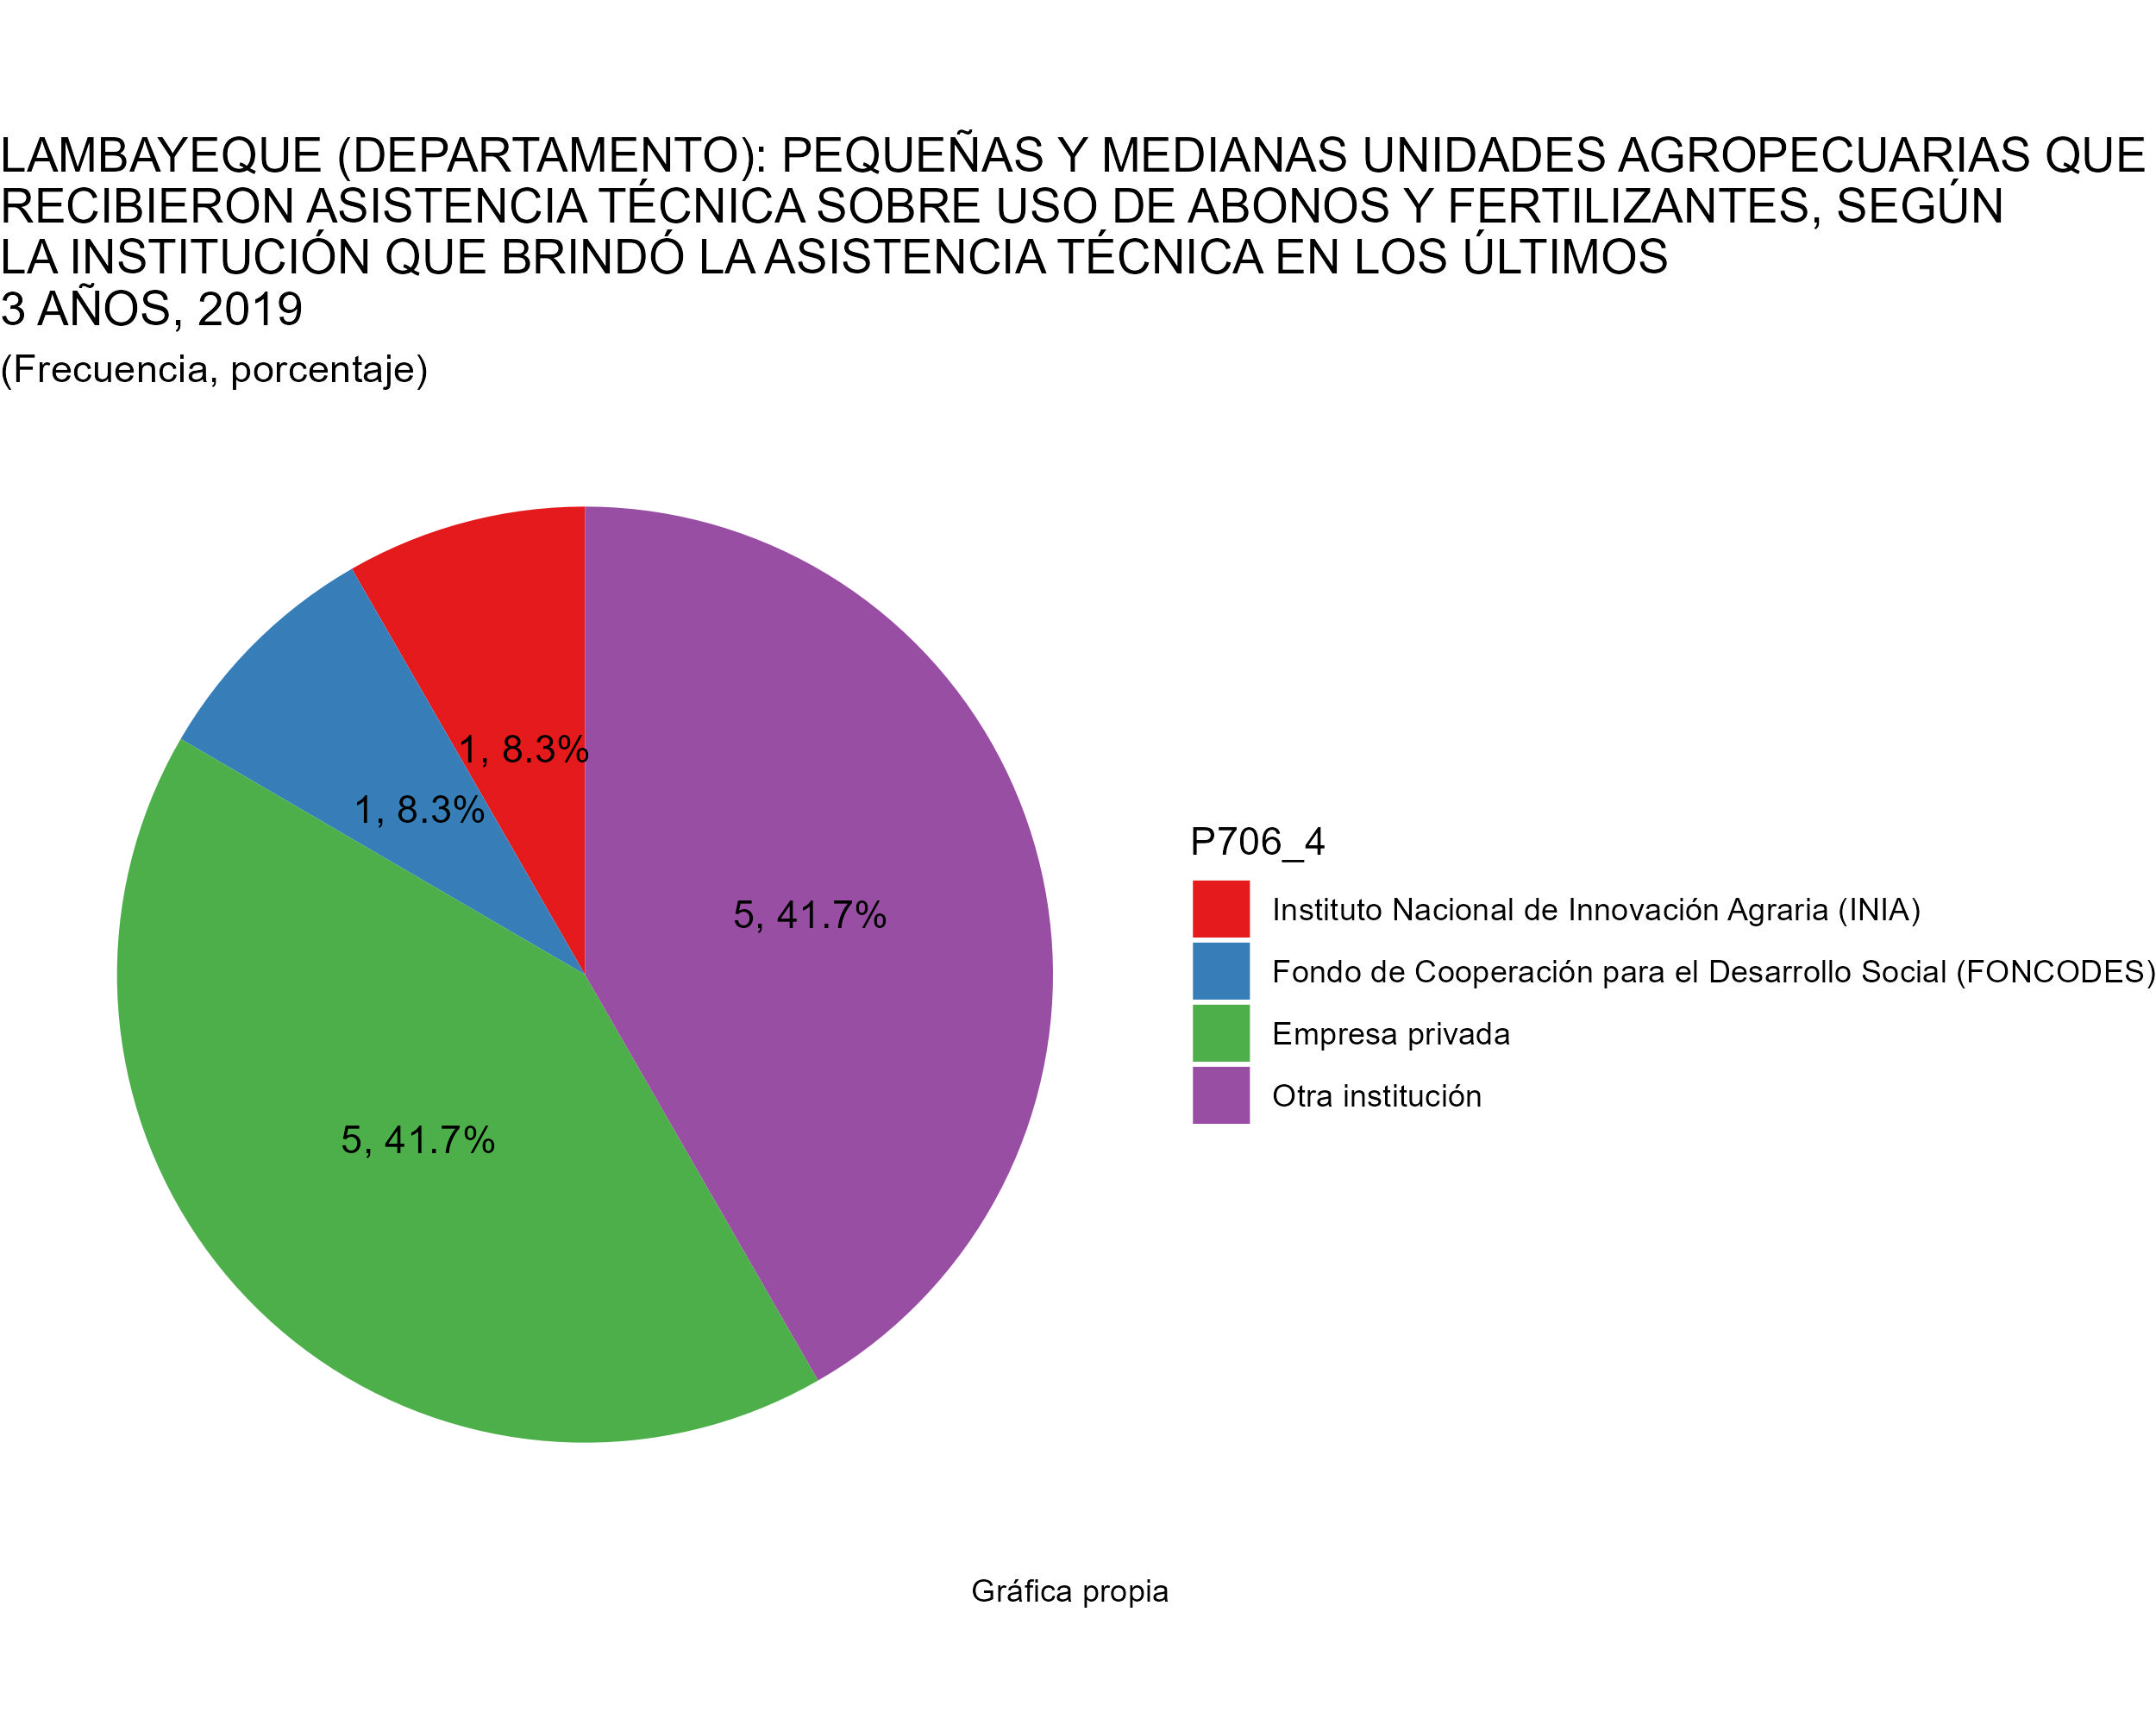 LAMBAYEQUE (DEPARTAMENTO): PEQUEÑAS Y MEDIANAS UNIDADES AGROPECUARIAS QUE
RECIBIERON ASISTENCIA TÉCNICA SOBRE USO DE ABONOS Y FERTILIZANTES, SEGÚN
LA INSTITUCIÓN QUE BRINDÓ LA ASISTENCIA TÉCNICA EN LOS ÚLTIMOS
3 AÑOS, 2019
(Frecuencia, porcentaje)
1, 8.3%
1, 8.3%
5, 41.7%
5, 41.7%
P706_4
Instituto Nacional de Innovación Agraria (INIA)
Fondo de Cooperación para el Desarrollo Social (FONCODES)
Empresa privada
Otra institución
Gráfica propia